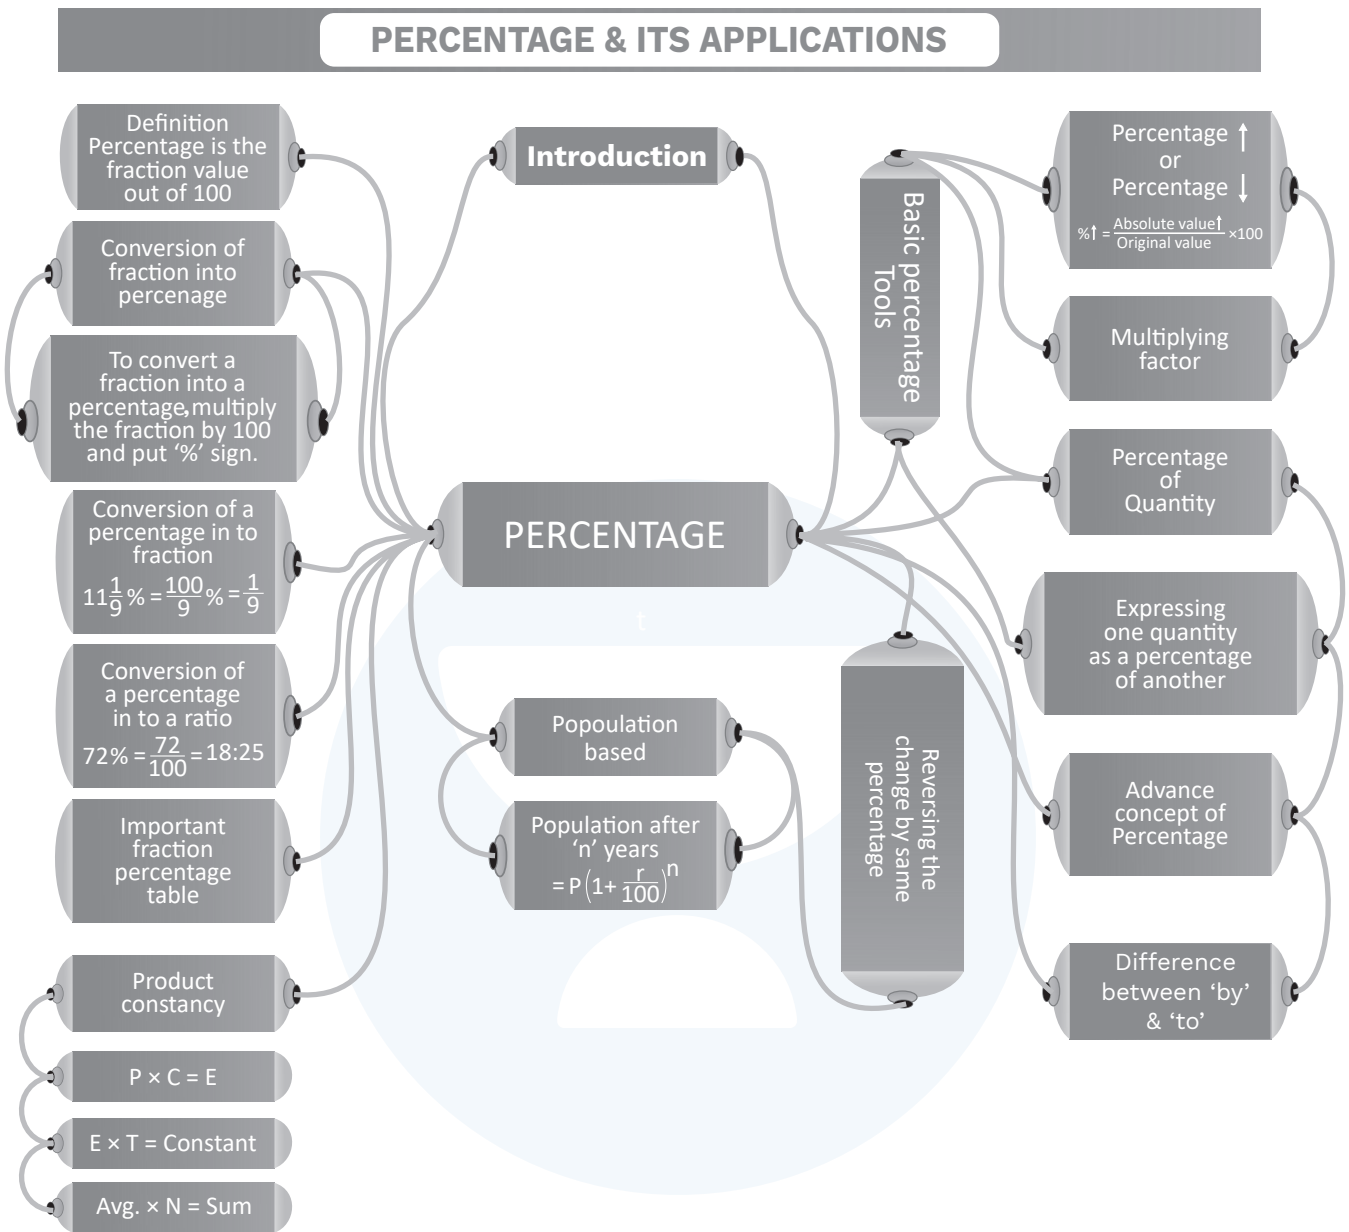 PERCENTAGE & ITS APPLICATIONS
Definition
Percentage is the
fraction value
out of 100
Conversion of
fraction into
percenage
To convert a
fraction into a
percentage, multiply
the fraction by 100
and put ‘%’ sign.
Conversion of a
percentage in to
fraction
11 1/9 % = 100/9 % = 1/9
Conversion of
a percentage
in to a ratio
72% = 72/100 = 18:25
Important
fraction
percentage
table
Product
constancy
P × C = E
E × T = Constant
Avg. × N = Sum
Introduction
PERCENTAGE
t
Popoulation
based
Population after
‘n’ years
= P(1+ r/100)^n
Basic percentage
Tools
Reversing the
change by same
percentage
Percentage ↑
or
Percentage ↓
%↑ = Absolute value↑/Original value ×100
Multiplying
factor
Percentage
of
Quantity
Expressing
one quantity
as a percentage
of another
Advance
concept of
Percentage
Difference
between ‘by’
& ‘to’